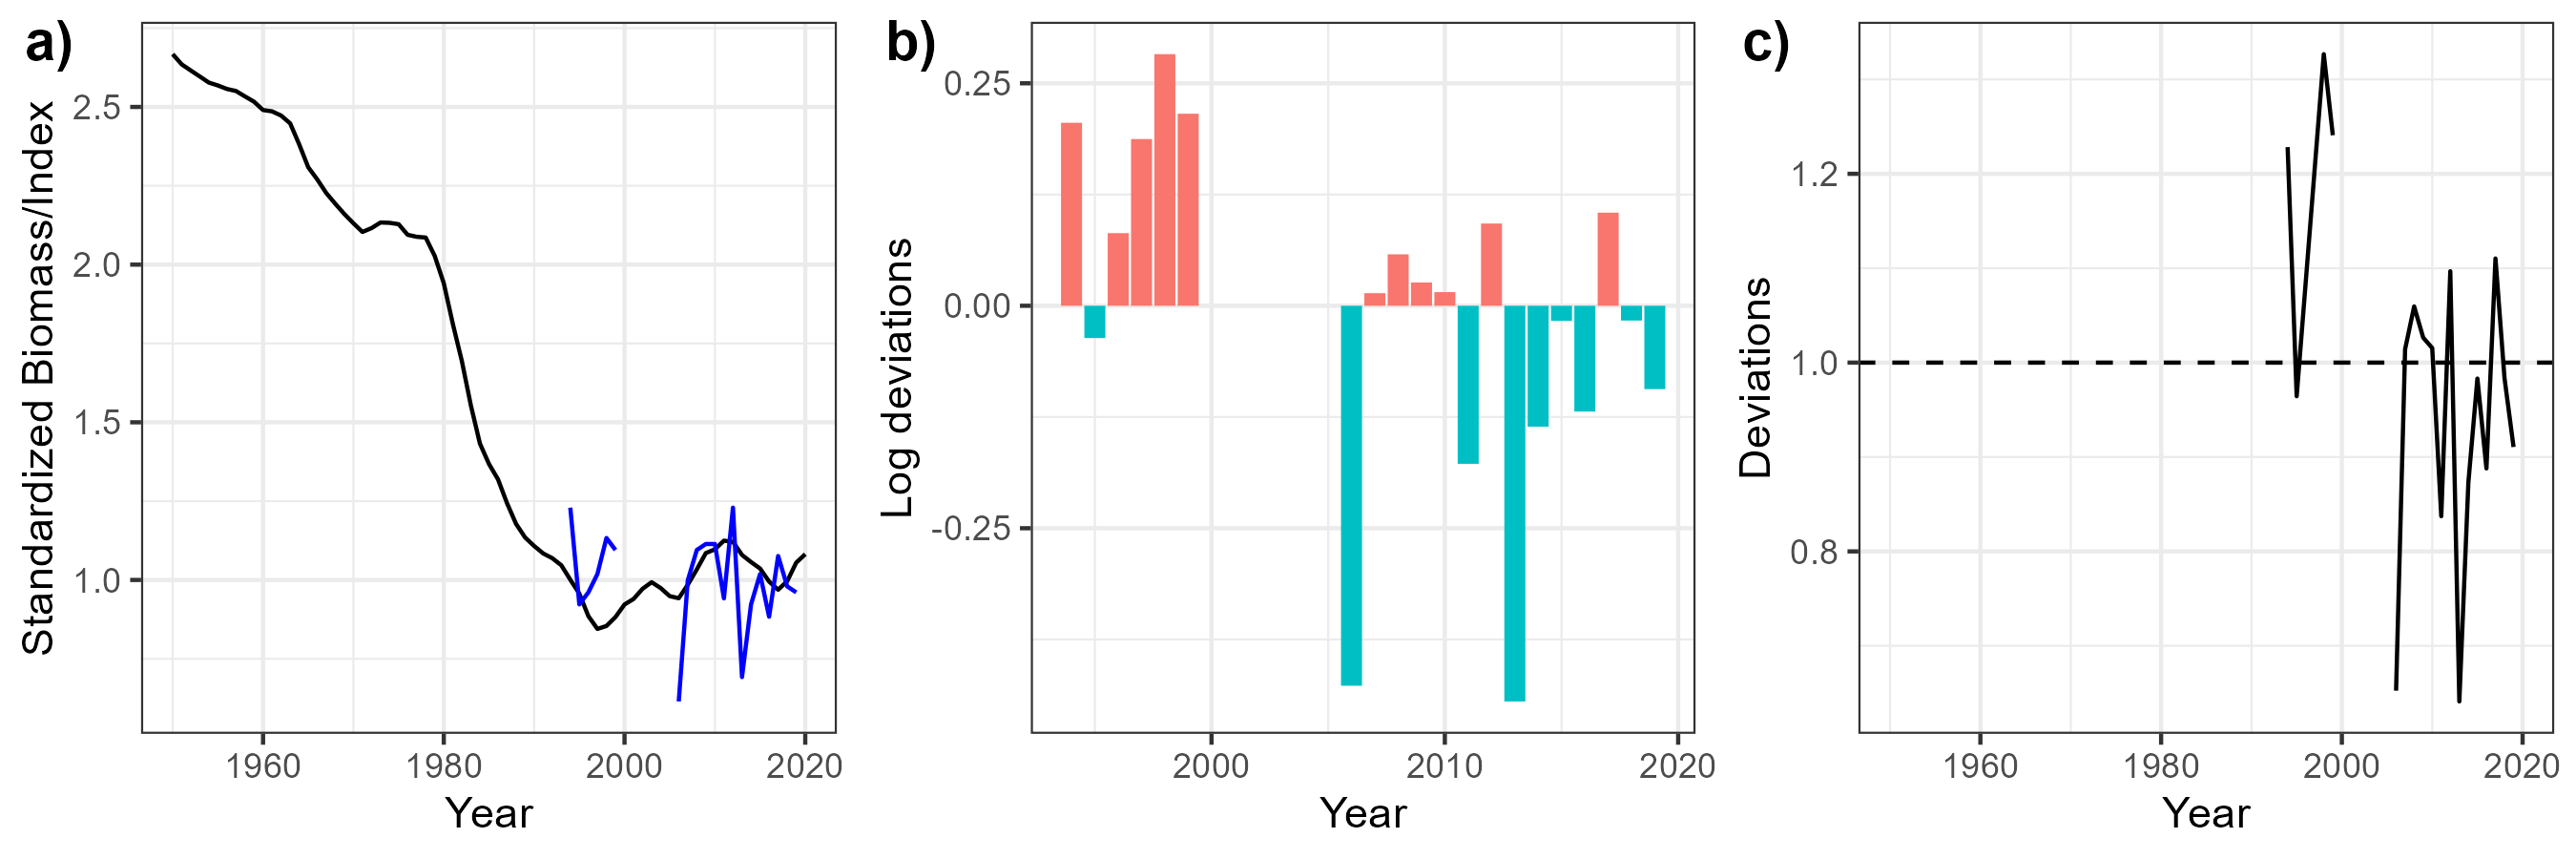 a)
Standardized Biomass/Index
2.5
2.0
1.5
1.0
1960 1980 2000 2020
Year
b)
Log deviations
0.25
0.00
-0.25
2000 2010 2020
Year
c)
Deviations
1.2
1.0
0.8
1960 1980 2000 2020
Year